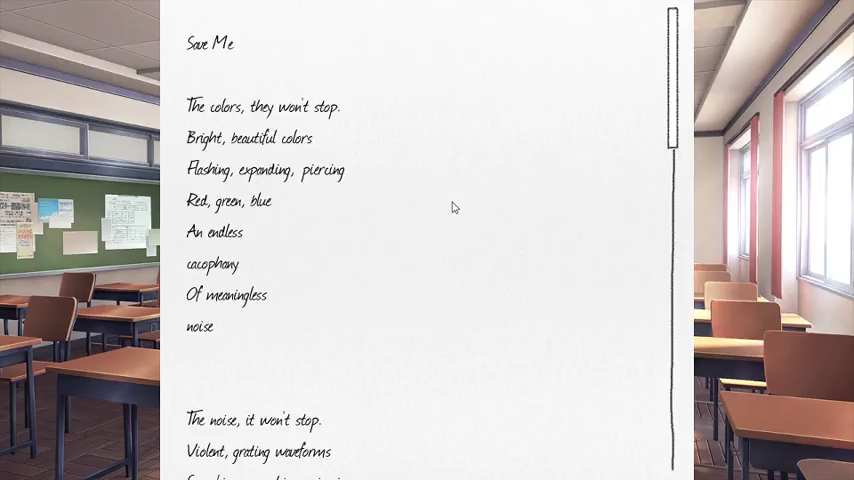 Save Me
The colors, they won't stop.
Bright, beautiful colors
Flashing, expanding, piercing
Red, green, blue
An endless
cacophany
Of meaningless
noise
The noise, it won't stop.
Violent, grating waveforms